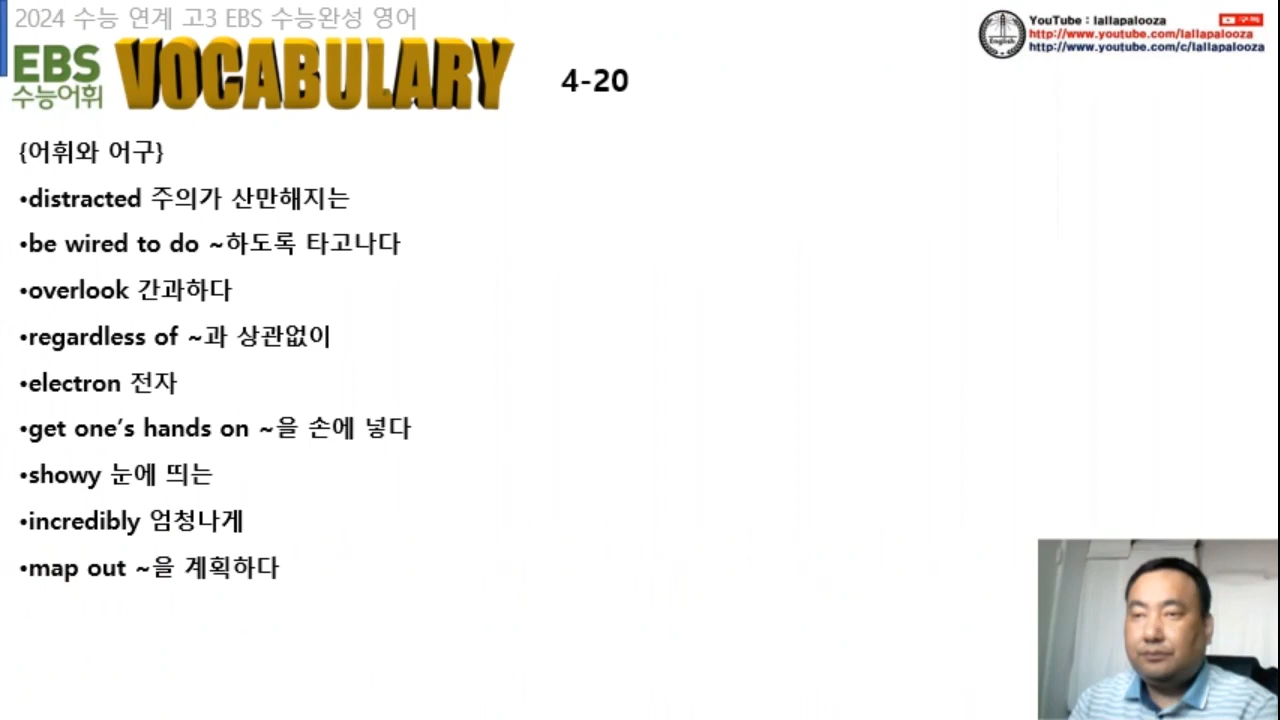 2024 수능 연계 고3 EBS 수능완성 영어
EBS
수능어휘
VOCABULARY
4-20
YouTube : lallapalooza
구독
http://www.youtube.com/lallapalooza
http://www.youtube.com/c/lallapalooza
English
{어휘와 어구}
•distracted 주의가 산만해지는
•be wired to do ~하도록 타고나다
•overlook 간과하다
•regardless of ~과 상관없이
•electron 전자
•get one’s hands on ~을 손에 넣다
•showy 눈에 띄는
•incredibly 엄청나게
•map out ~을 계획하다